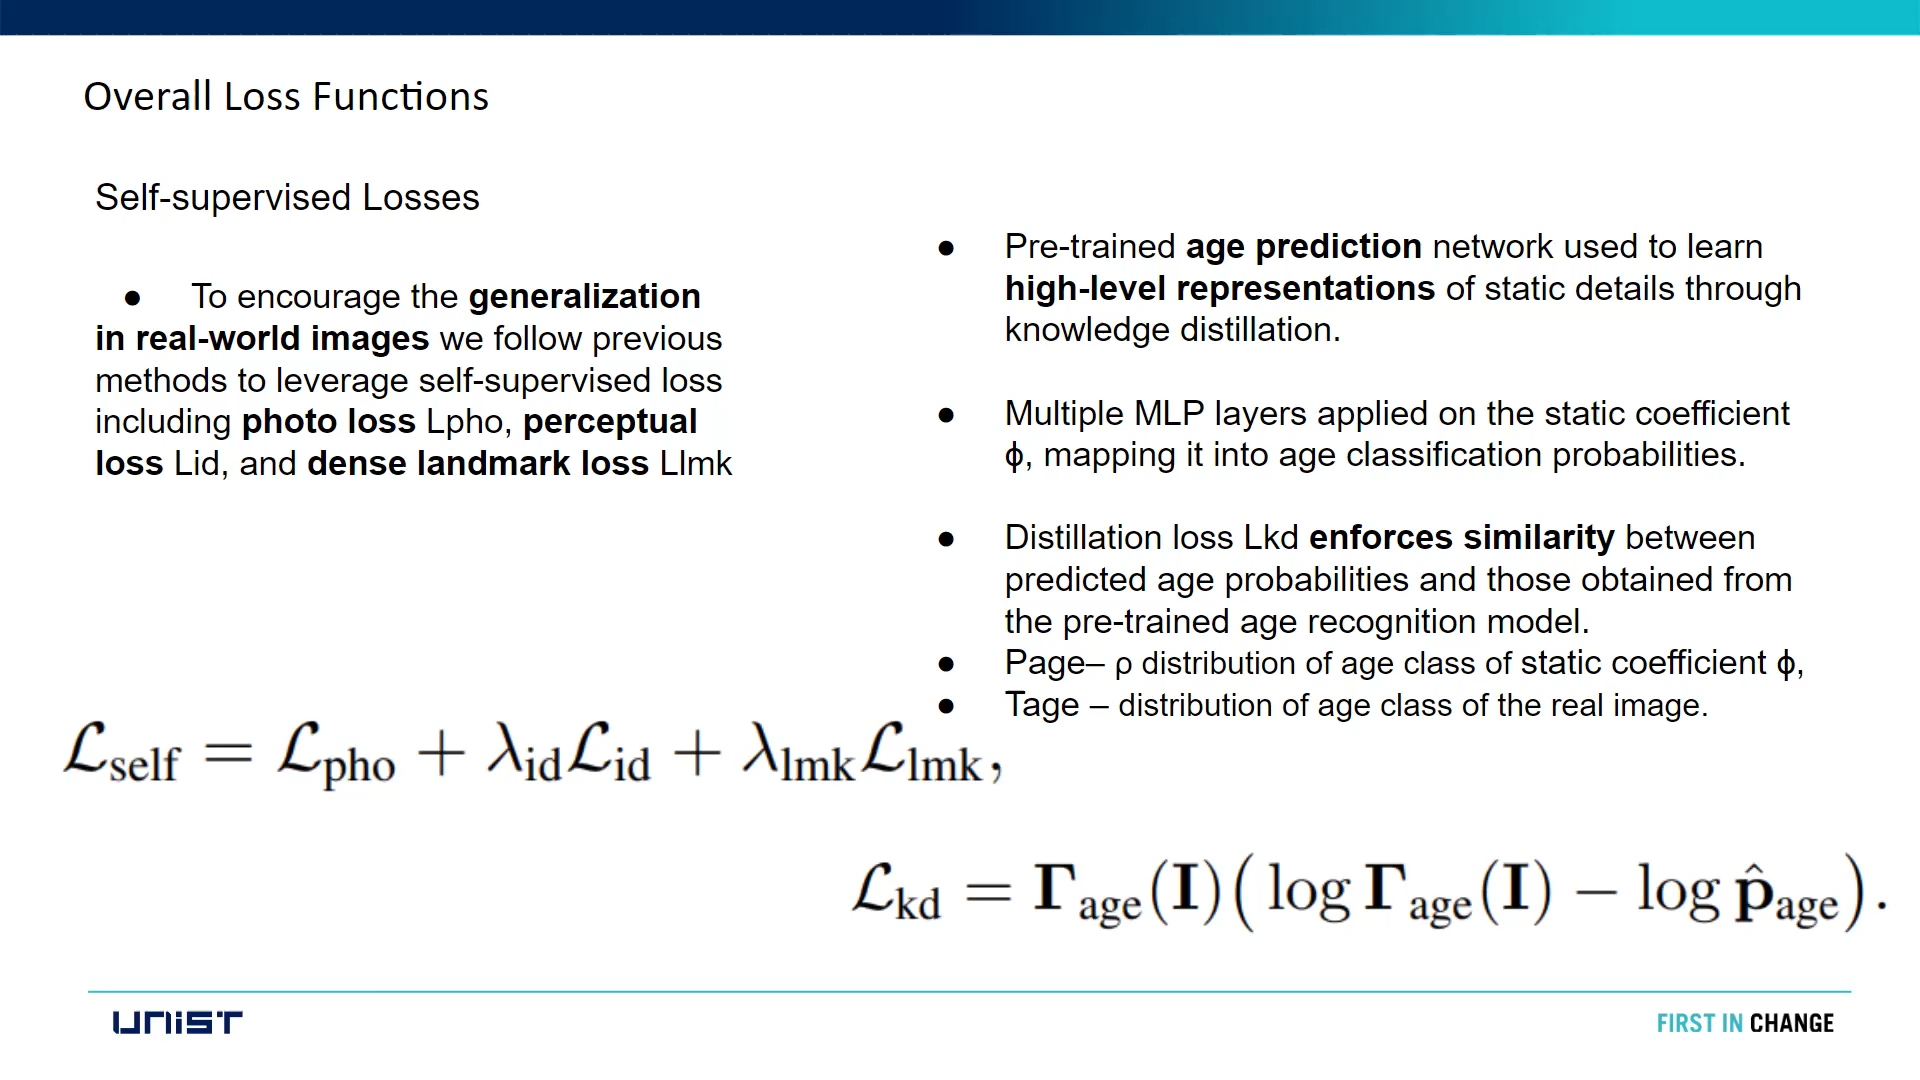 Overall Loss Functions
Self-supervised Losses
● To encourage the generalization
in real-world images we follow previous
methods to leverage self-supervised loss
including photo loss Lpho, perceptual
loss Lid, and dense landmark loss Llmk
● Pre-trained age prediction network used to learn
high-level representations of static details through
knowledge distillation.
● Multiple MLP layers applied on the static coefficient
ϕ, mapping it into age classification probabilities.
● Distillation loss Lkd enforces similarity between
predicted age probabilities and those obtained from
the pre-trained age recognition model.
● Page– ρ distribution of age class of static coefficient ϕ,
● Tage – distribution of age class of the real image.
ℒself = ℒpho + λidℒid + λlmkℒlmk,
ℒkd = Γage(I)(log Γage(I) − log p̂age).
UNIST
FIRST IN CHANGE